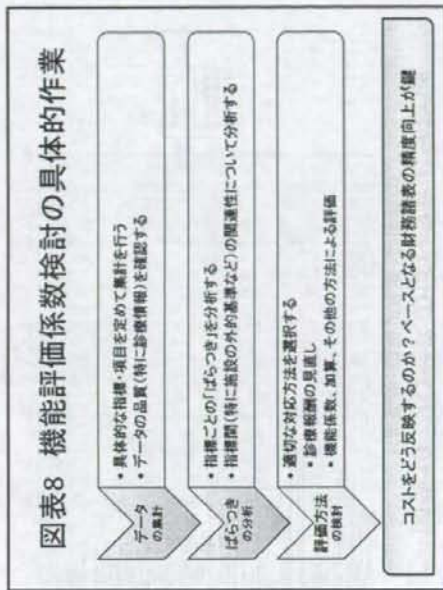 図表8 機能評価係数検討の具体的作業
データ
の集計
• 具体的な指標・項目を定めて集計を行う
• データの品質(特に診療情報)を確認する
ばらつき
の分析
• 指標ごとの「ばらつき」を分析する
• 指標間(特に施設の外的基準など)の関連性について分析する
評価方法
の検討
• 適切な対応方法を選択する
• 診療報酬の見直し
• 機能係数、加算、その他の方法による評価
コストをどう反映するのか?ベースとなる財務諸表の精度向上が鍵